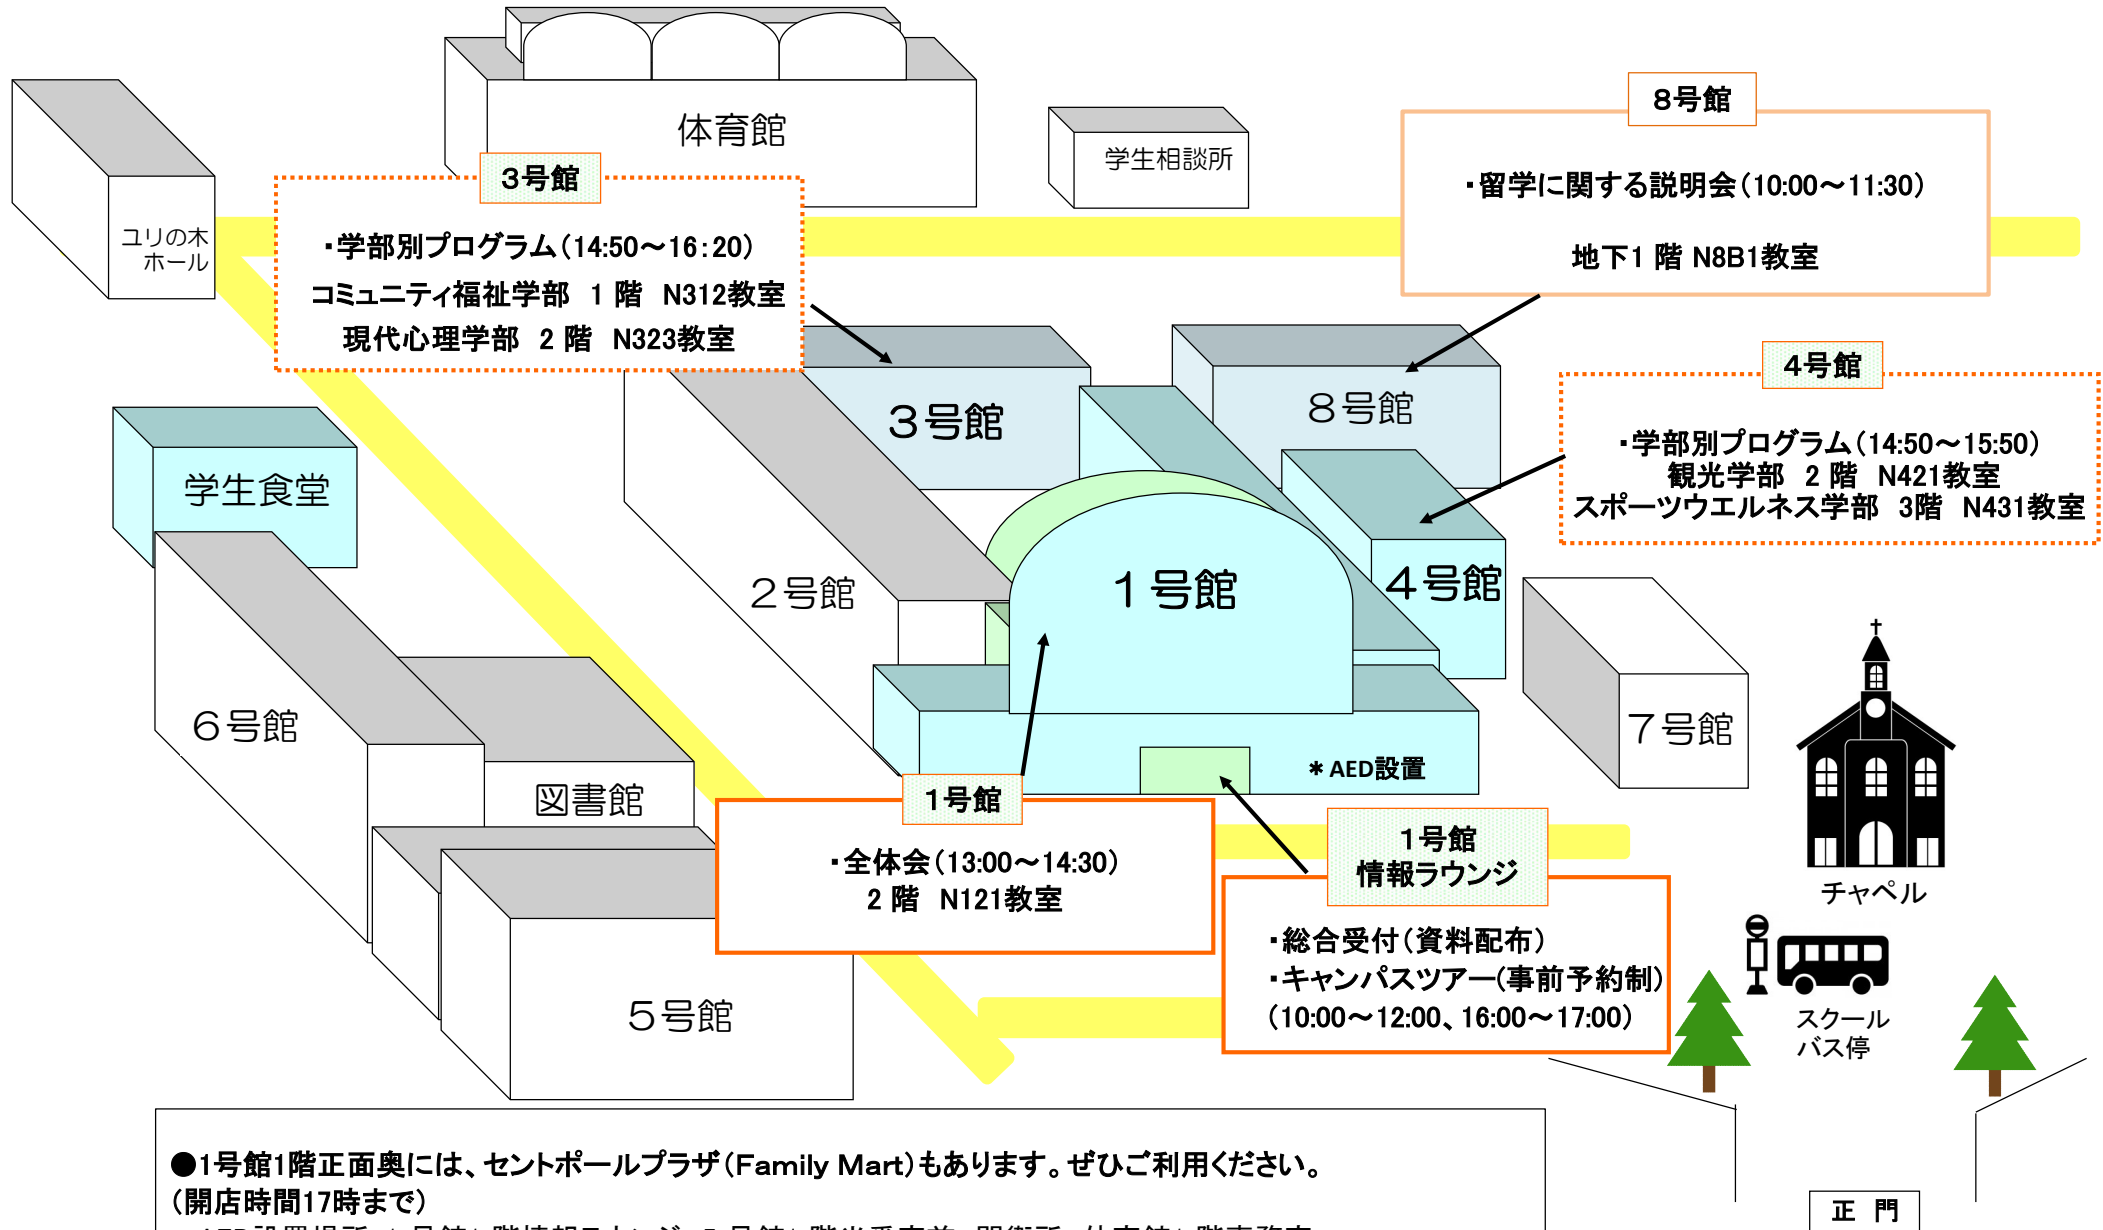 体育館
学生相談所
ユリの木
ホール
3号館
・学部別プログラム(14:50～16:20)
コミュニティ福祉学部 1 階 N312教室
現代心理学部 2 階 N323教室
8号館
・留学に関する説明会(10:00～11:30)
地下1 階 N8B1教室
4号館
・学部別プログラム(14:50～15:50)
観光学部 2 階 N421教室
スポーツウエルネス学部 3階 N431教室
3号館
8号館
学生食堂
2号館
1号館
4号館
6号館
7号館
図書館
＊AED設置
チャペル
1号館
・全体会(13:00～14:30)
2 階 N121教室
1号館
情報ラウンジ
・総合受付(資料配布)
・キャンパスツアー(事前予約制)
(10:00～12:00、16:00～17:00)
5号館
スクール
バス停
●1号館1階正面奥には、セントポールプラザ(Family Mart)もあります。ぜひご利用ください。
(開店時間17時まで)
正 門